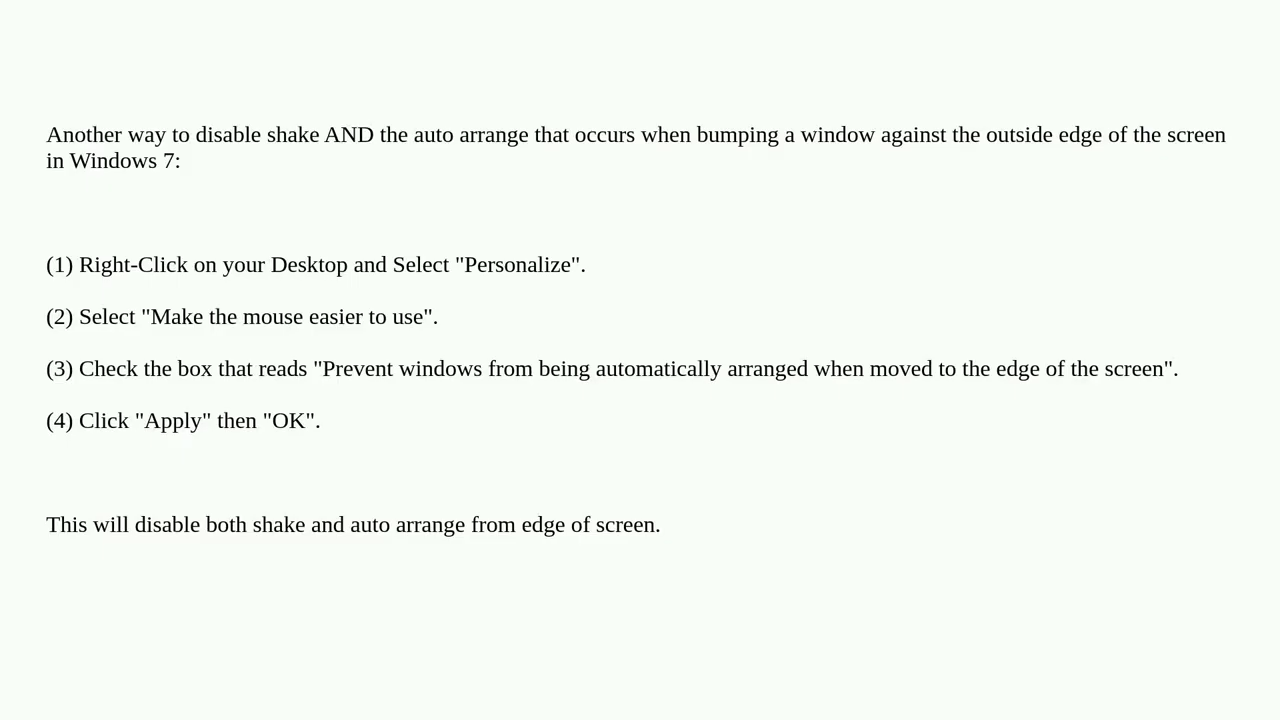 Another way to disable shake AND the auto arrange that occurs when bumping a window against the outside edge of the screen
in Windows 7:
(1) Right-Click on your Desktop and Select "Personalize".
(2) Select "Make the mouse easier to use".
(3) Check the box that reads "Prevent windows from being automatically arranged when moved to the edge of the screen".
(4) Click "Apply" then "OK".
This will disable both shake and auto arrange from edge of screen.